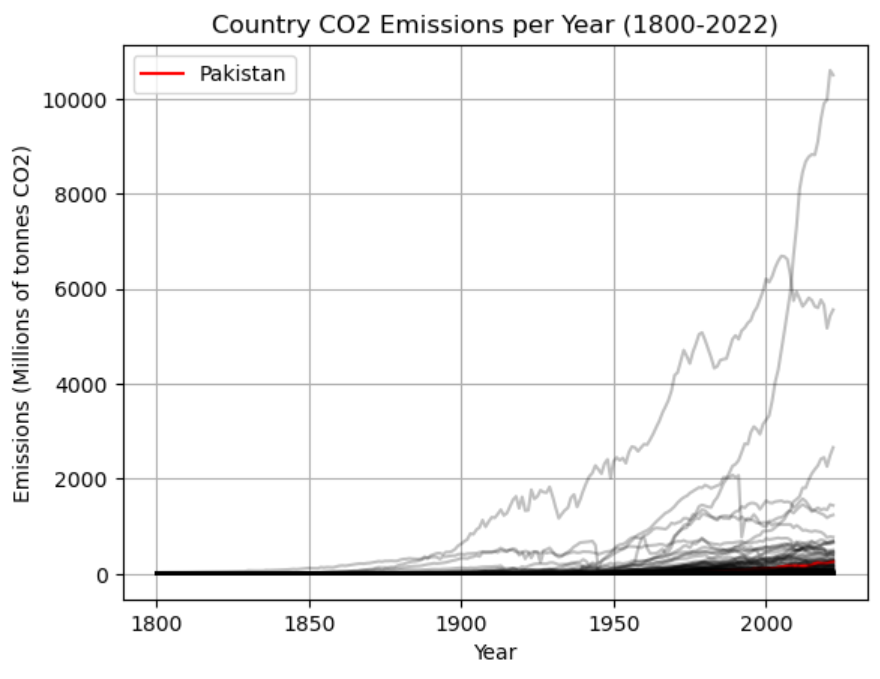 Country CO2 Emissions per Year (1800-2022)
Pakistan
10000
8000
6000
4000
2000
0
Emissions (Millions of tonnes CO2)
1800 1850 1900 1950 2000
Year